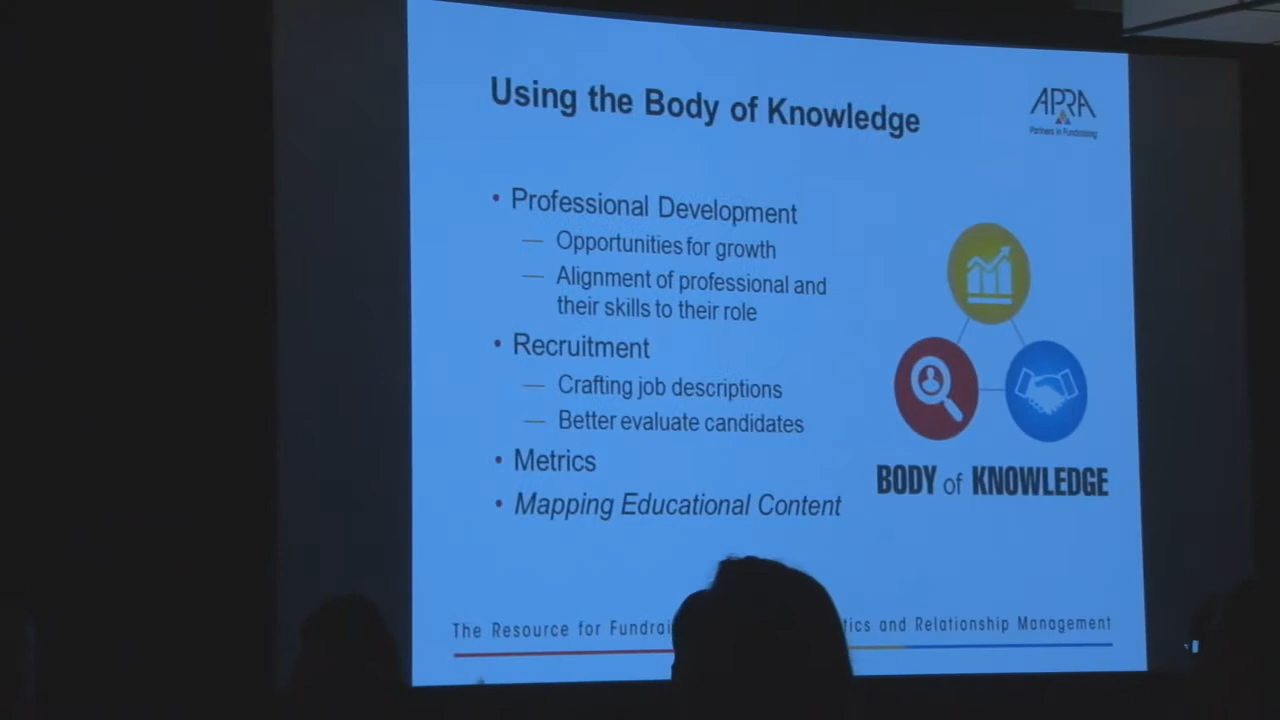 Using the Body of Knowledge
APRA
Partners in Fundraising
• Professional Development
— Opportunities for growth
— Alignment of professional and
their skills to their role
• Recruitment
— Crafting job descriptions
— Better evaluate candidates
• Metrics
• Mapping Educational Content
BODY of KNOWLEDGE
The Resource for and Relationship Management